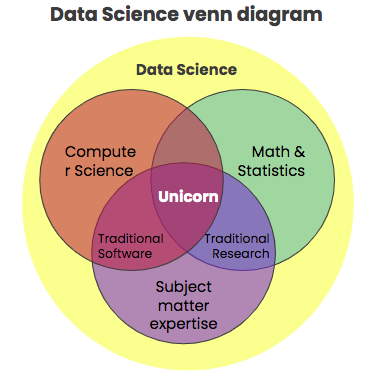 Data Science venn diagram
Data Science
Compute
r Science
Math &
Statistics
Unicorn
Traditional
Software
Traditional
Research
Subject
matter
expertise